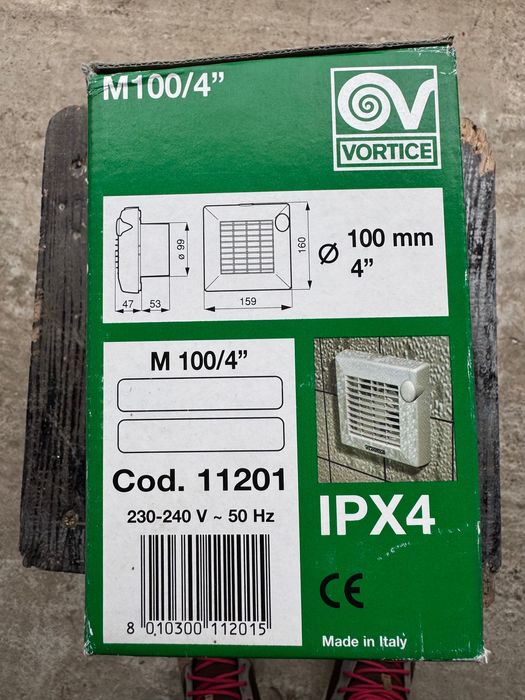 M100/4”
VORTICE
ø 99
47
53
160
159
Ø 100 mm
4”
M 100/4”
VORTICE
Cod. 11201
230-240 V ~ 50 Hz
IPX4
CE
8 010300 112015
Made in Italy